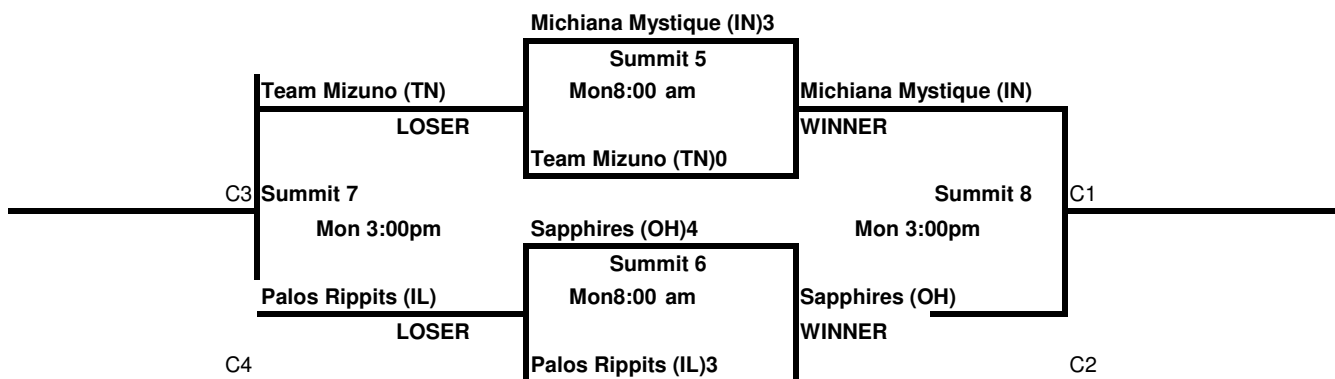 Michiana Mystique (IN)3
Summit 5
Team Mizuno (TN) Mon8:00 am Michiana Mystique (IN)
LOSER WINNER
Team Mizuno (TN)0
C3 Summit 7 Summit 8 C1
Mon 3:00pm Sapphires (OH)4 Mon 3:00pm
Summit 6
Palos Rippits (IL) Mon8:00 am Sapphires (OH)
LOSER WINNER
C4 Palos Rippits (IL)3 C2